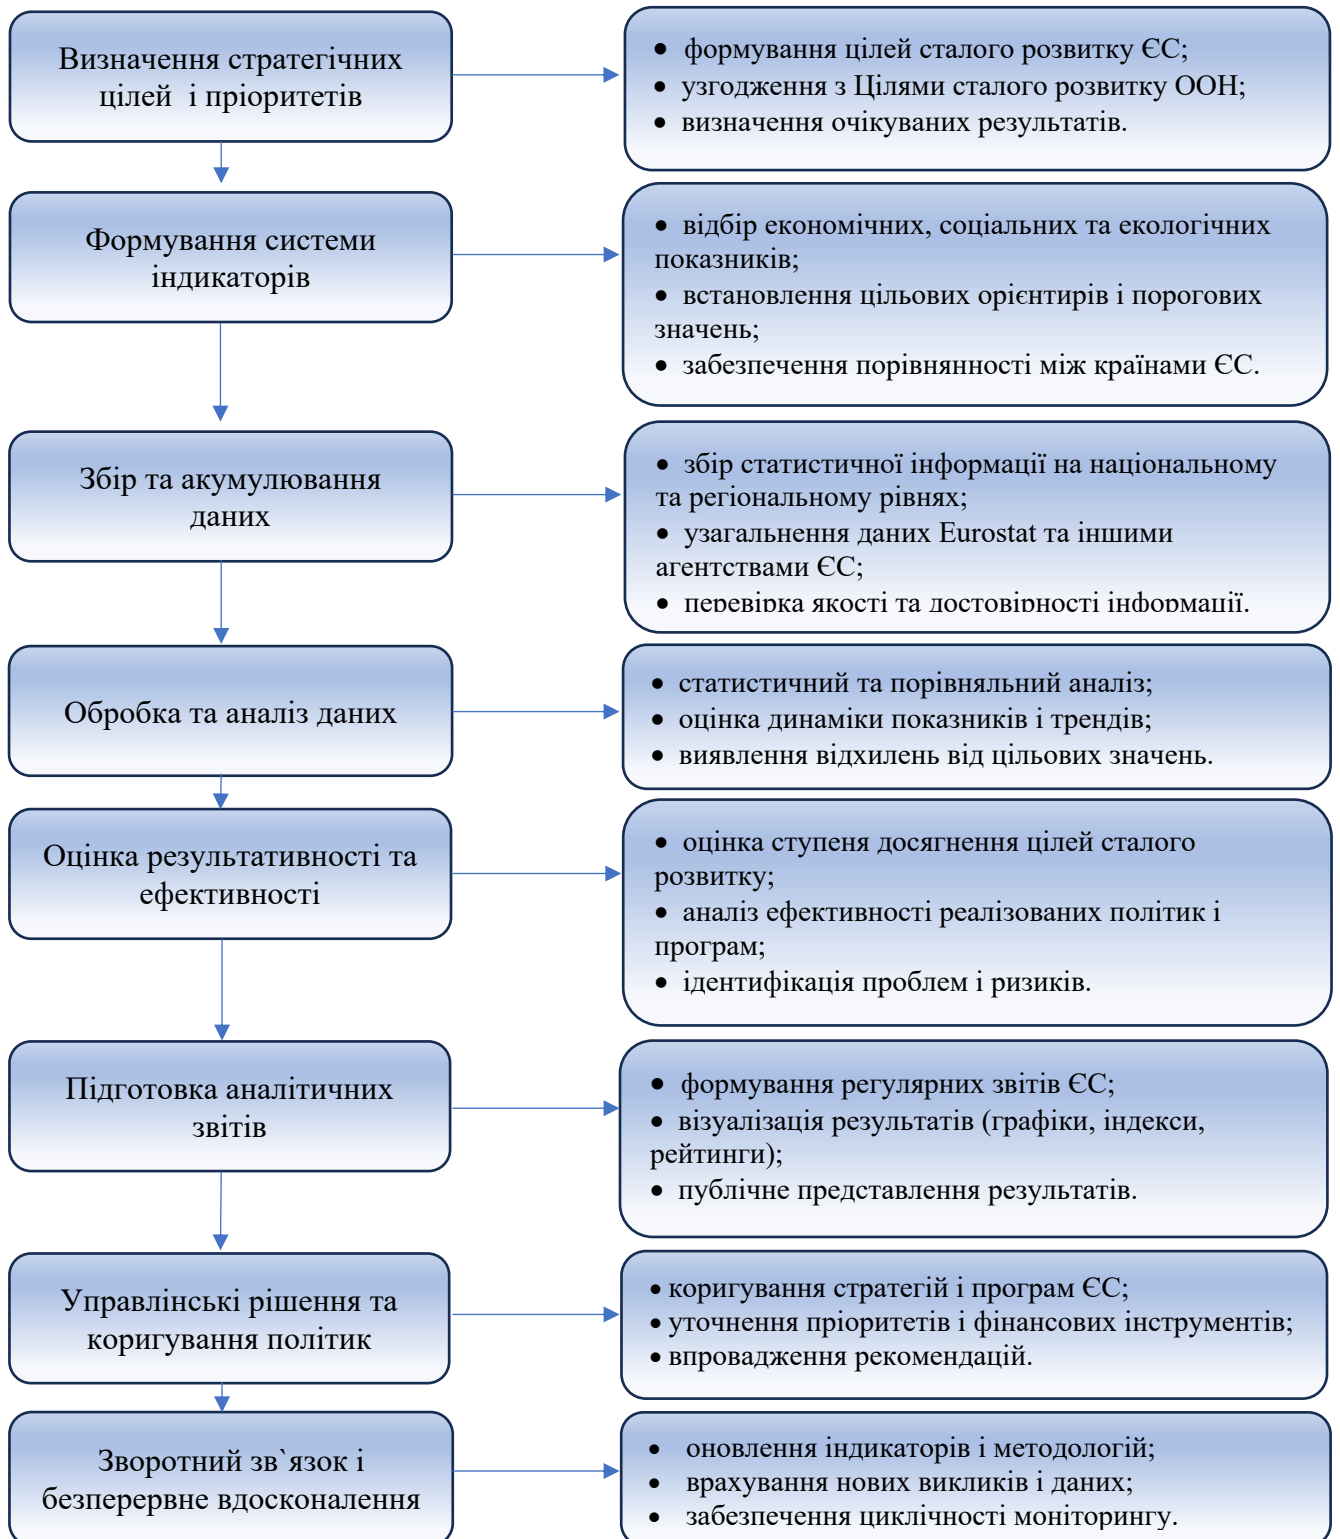 Визначення стратегічних
цілей і пріоритетів
• формування цілей сталого розвитку ЄС;
• узгодження з Цілями сталого розвитку ООН;
• визначення очікуваних результатів.
Формування системи
індикаторів
• відбір економічних, соціальних та екологічних
показників;
• встановлення цільових орієнтирів і порогових
значень;
• забезпечення порівнянності між країнами ЄС.
Збір та акумулювання
даних
• збір статистичної інформації на національному
та регіональному рівнях;
• узагальнення даних Eurostat та іншими
агентствами ЄС;
• перевірка якості та достовірності інформації.
Обробка та аналіз даних
• статистичний та порівняльний аналіз;
• оцінка динаміки показників і трендів;
• виявлення відхилень від цільових значень.
Оцінка результативності та
ефективності
• оцінка ступеня досягнення цілей сталого
розвитку;
• аналіз ефективності реалізованих політик і
програм;
• ідентифікація проблем і ризиків.
Підготовка аналітичних
звітів
• формування регулярних звітів ЄС;
• візуалізація результатів (графіки, індекси,
рейтинги);
• публічне представлення результатів.
Управлінські рішення та
коригування політик
• коригування стратегій і програм ЄС;
• уточнення пріоритетів і фінансових інструментів;
• впровадження рекомендацій.
Зворотний зв`язок і
безперервне вдосконалення
• оновлення індикаторів і методологій;
• врахування нових викликів і даних;
• забезпечення циклічності моніторингу.